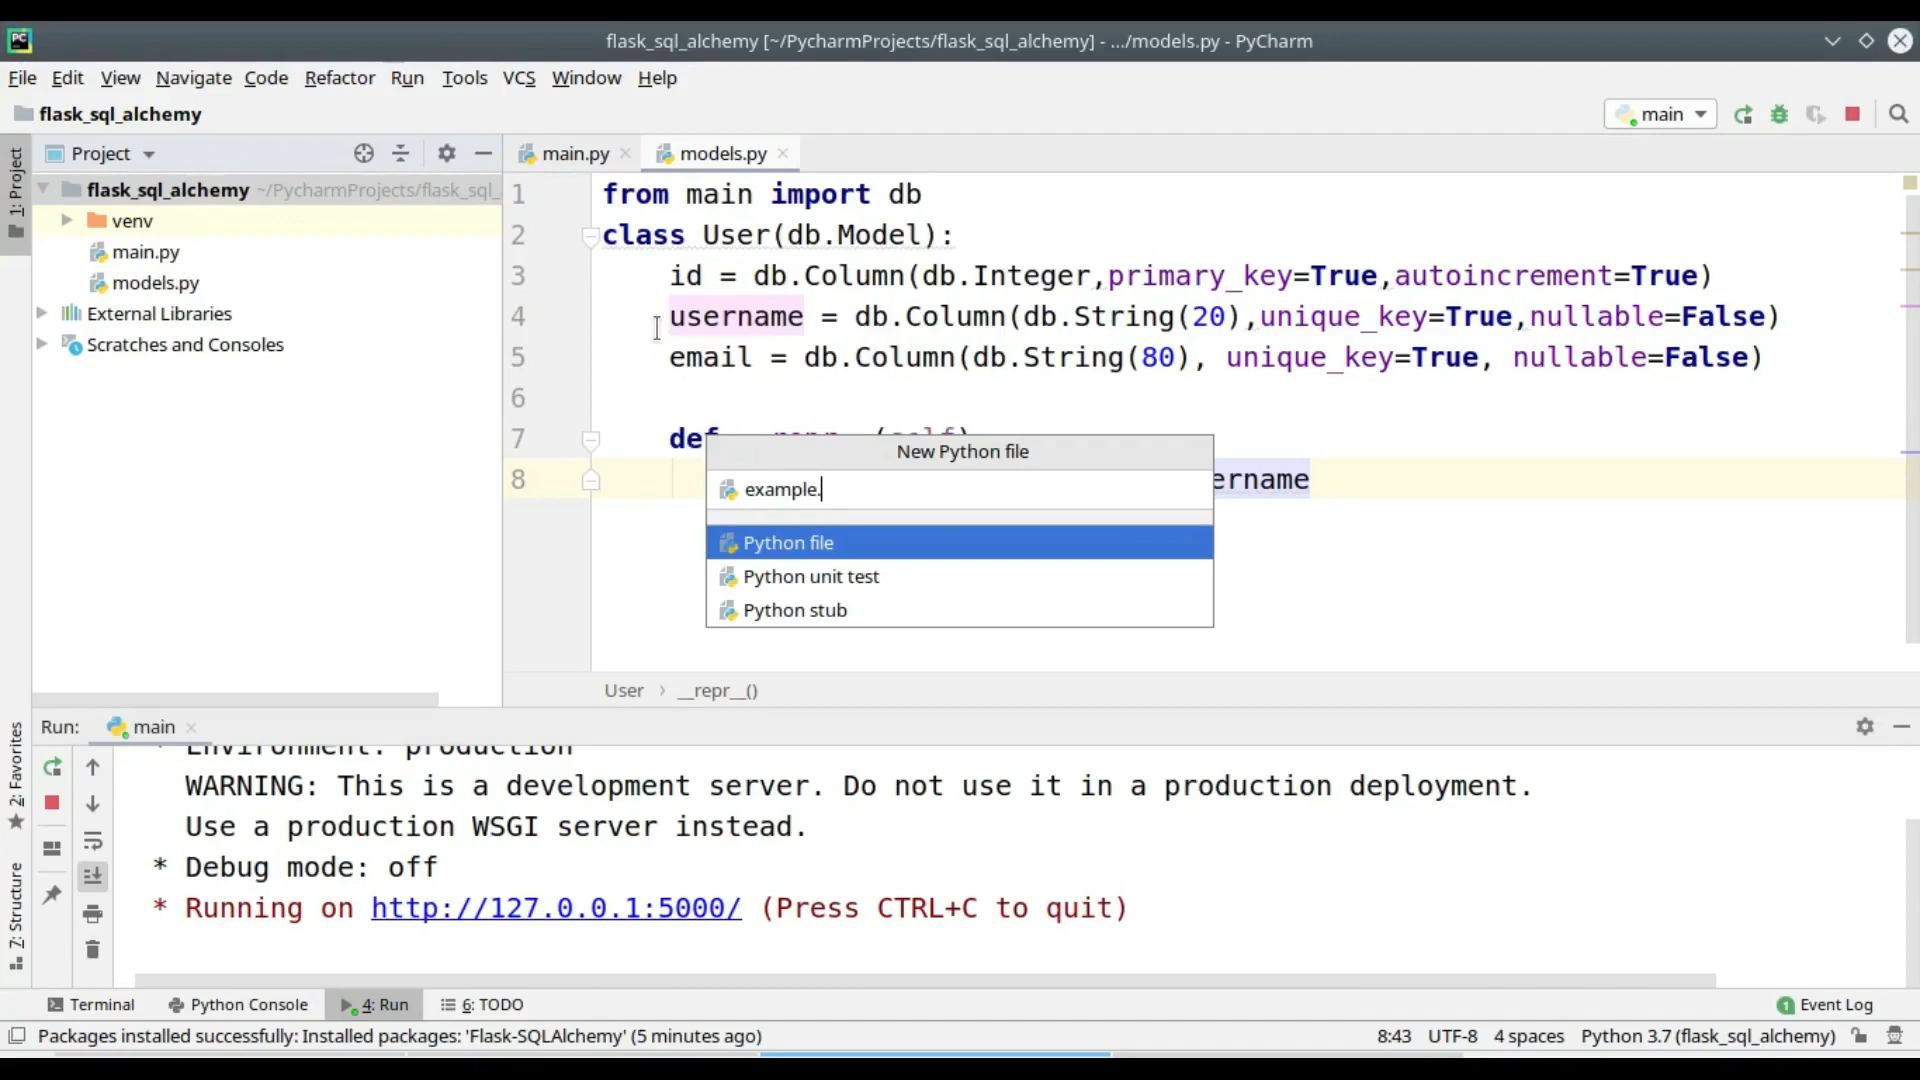 PC
flask_sql_alchemy [~/PycharmProjects/flask_sql_alchemy] - .../models.py - PyCharm
File Edit View Navigate Code Refactor Run Tools VCS Window Help
flask_sql_alchemy
main
1: Project
Project
main.py
models.py
flask_sql_alchemy ~/PycharmProjects/flask_sql_
venv
main.py
models.py
External Libraries
Scratches and Consoles
1 from main import db
2 class User(db.Model):
3 id = db.Column(db.Integer,primary_key=True,autoincrement=True)
4 username = db.Column(db.String(20),unique_key=True,nullable=False)
5 email = db.Column(db.String(80), unique_key=True, nullable=False)
6
7 def __repr__(self):
8 ername
New Python file
example.
Python file
Python unit test
Python stub
User › __repr__()
Run: main
2: Favorites
7: Structure
* Environment: production
WARNING: This is a development server. Do not use it in a production deployment.
Use a production WSGI server instead.
* Debug mode: off
* Running on http://127.0.0.1:5000/ (Press CTRL+C to quit)
Terminal Python Console 4: Run 6: TODO
1 Event Log
Packages installed successfully: Installed packages: 'Flask-SQLAlchemy' (5 minutes ago)
8:43 UTF-8 4 spaces Python 3.7 (flask_sql_alchemy)